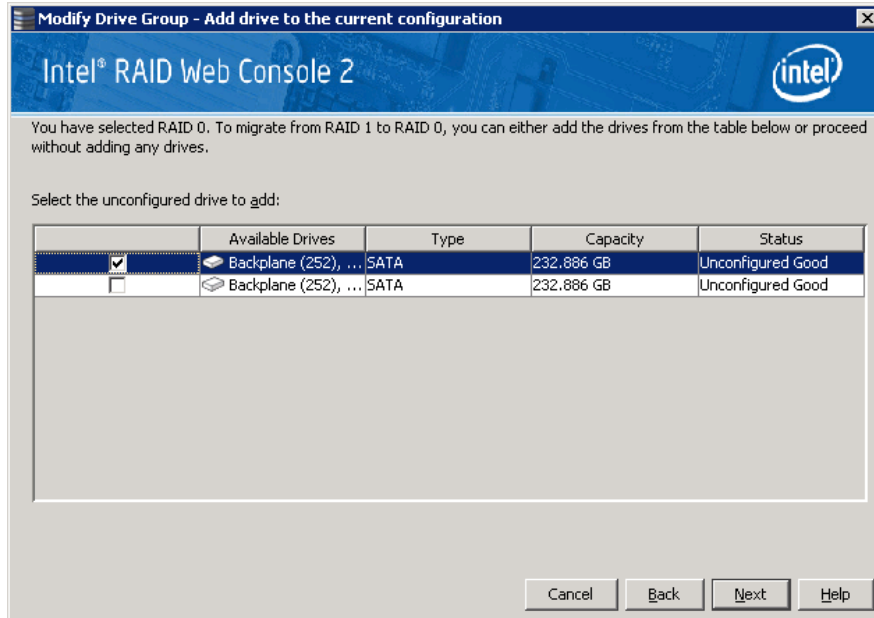 Modify Drive Group - Add drive to the current configuration
Intel® RAID Web Console 2
intel
You have selected RAID 0. To migrate from RAID 1 to RAID 0, you can either add the drives from the table below or proceed
without adding any drives.
Select the unconfigured drive to add:
Available Drives Type Capacity Status
Backplane (252), ... SATA 232.886 GB Unconfigured Good
Backplane (252), ... SATA 232.886 GB Unconfigured Good
Cancel Back Next Help